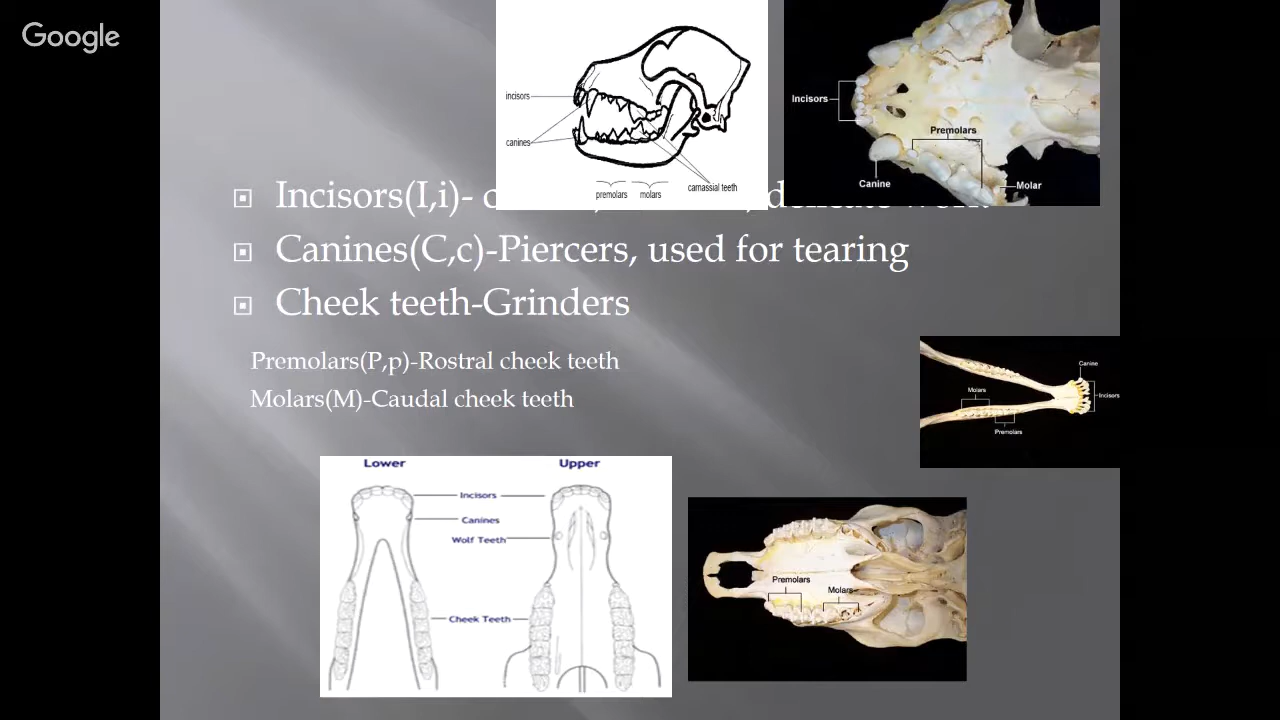 Google
incisors
canines
premolars molars
carnassial teeth
Incisors
Premolars
Canine
Molar
Incisors(I,i)-
Canines(C,c)-Piercers, used for tearing
Cheek teeth-Grinders
Premolars(P,p)-Rostral cheek teeth
Molars(M)-Caudal cheek teeth
Canine
Molars
Incisors
Premolars
Lower Upper
Incisors
Canines
Wolf Teeth
Cheek Teeth
Premolars
Molars